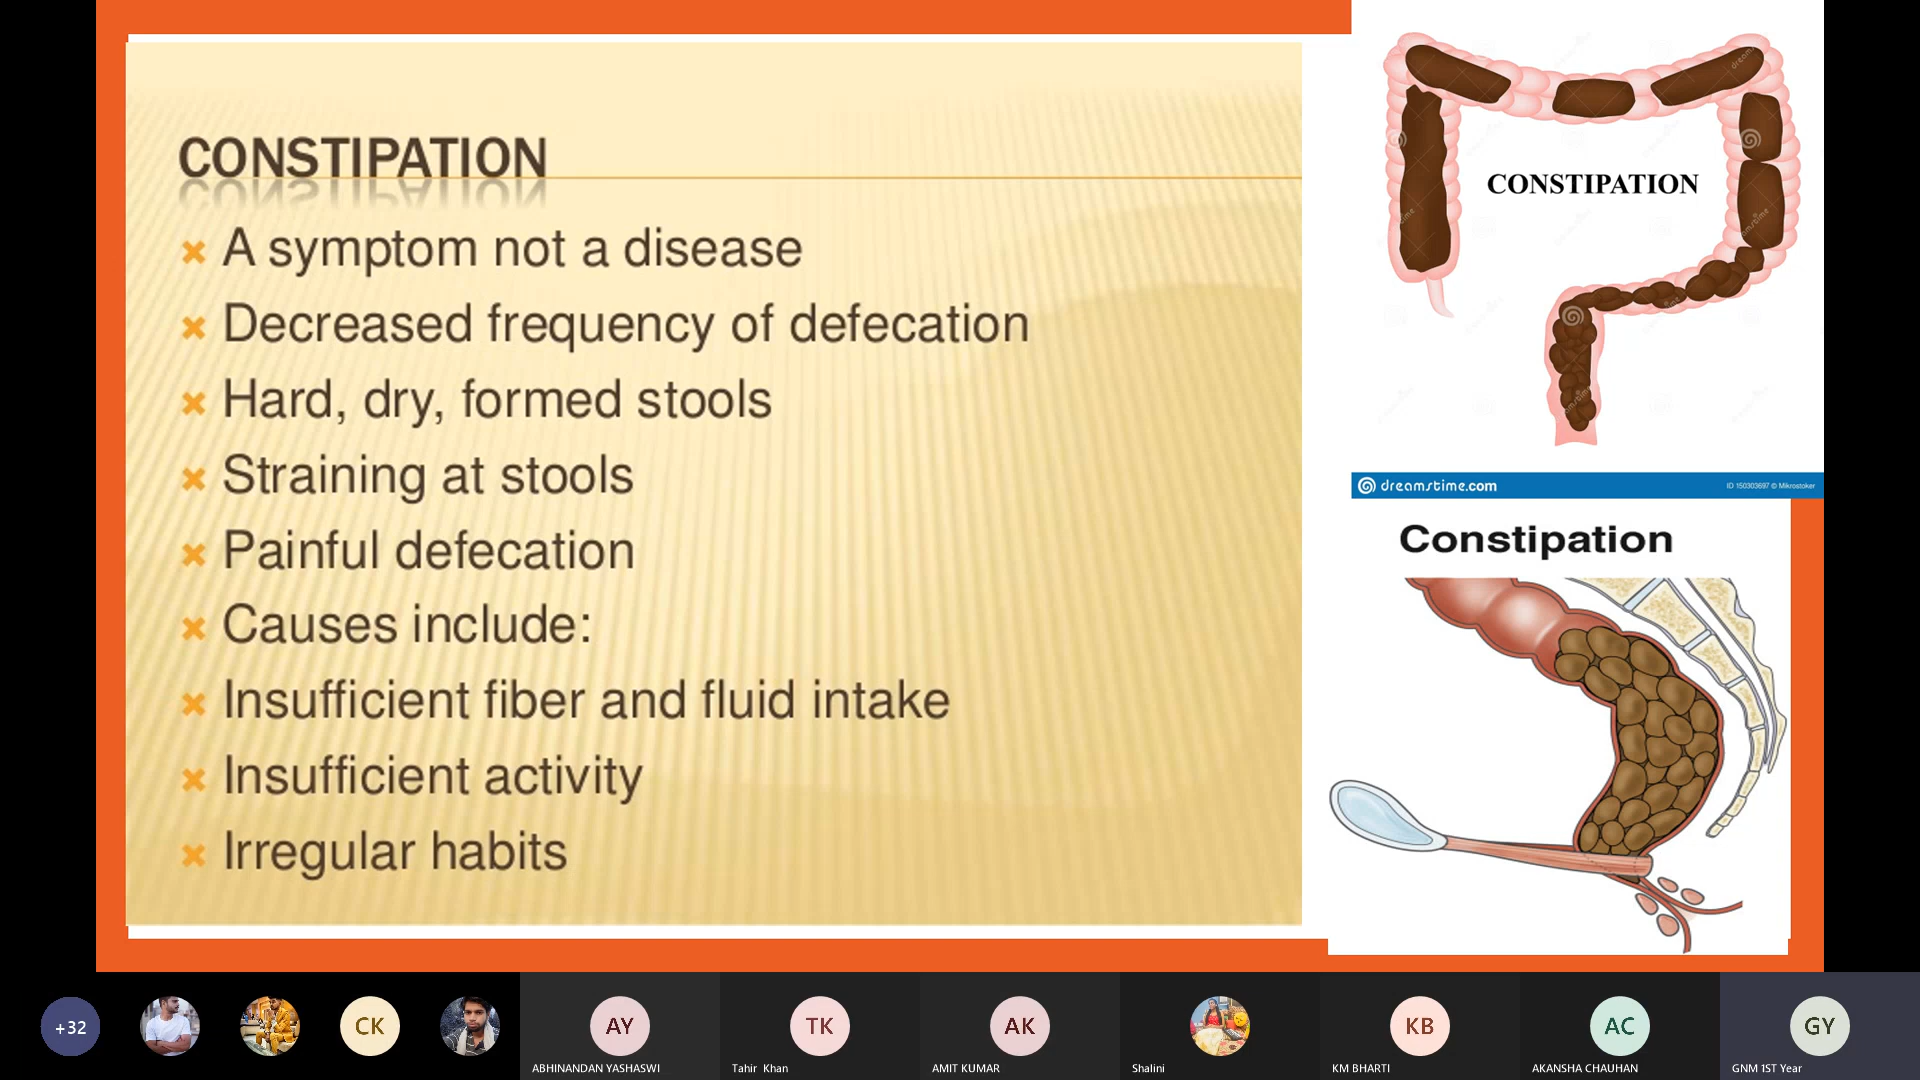 CONSTIPATION
A symptom not a disease
Decreased frequency of defecation
Hard, dry, formed stools
Straining at stools
Painful defecation
Causes include:
Insufficient fiber and fluid intake
Insufficient activity
Irregular habits
CONSTIPATION
dreamstime.com
ID 150303697 © Mikrostoker
Constipation
+32
CK
AY
ABHINANDAN YASHASWI
TK
Tahir Khan
AK
AMIT KUMAR
Shalini
KB
KM BHARTI
AC
AKANSHA CHAUHAN
GY
GNM 1ST Year